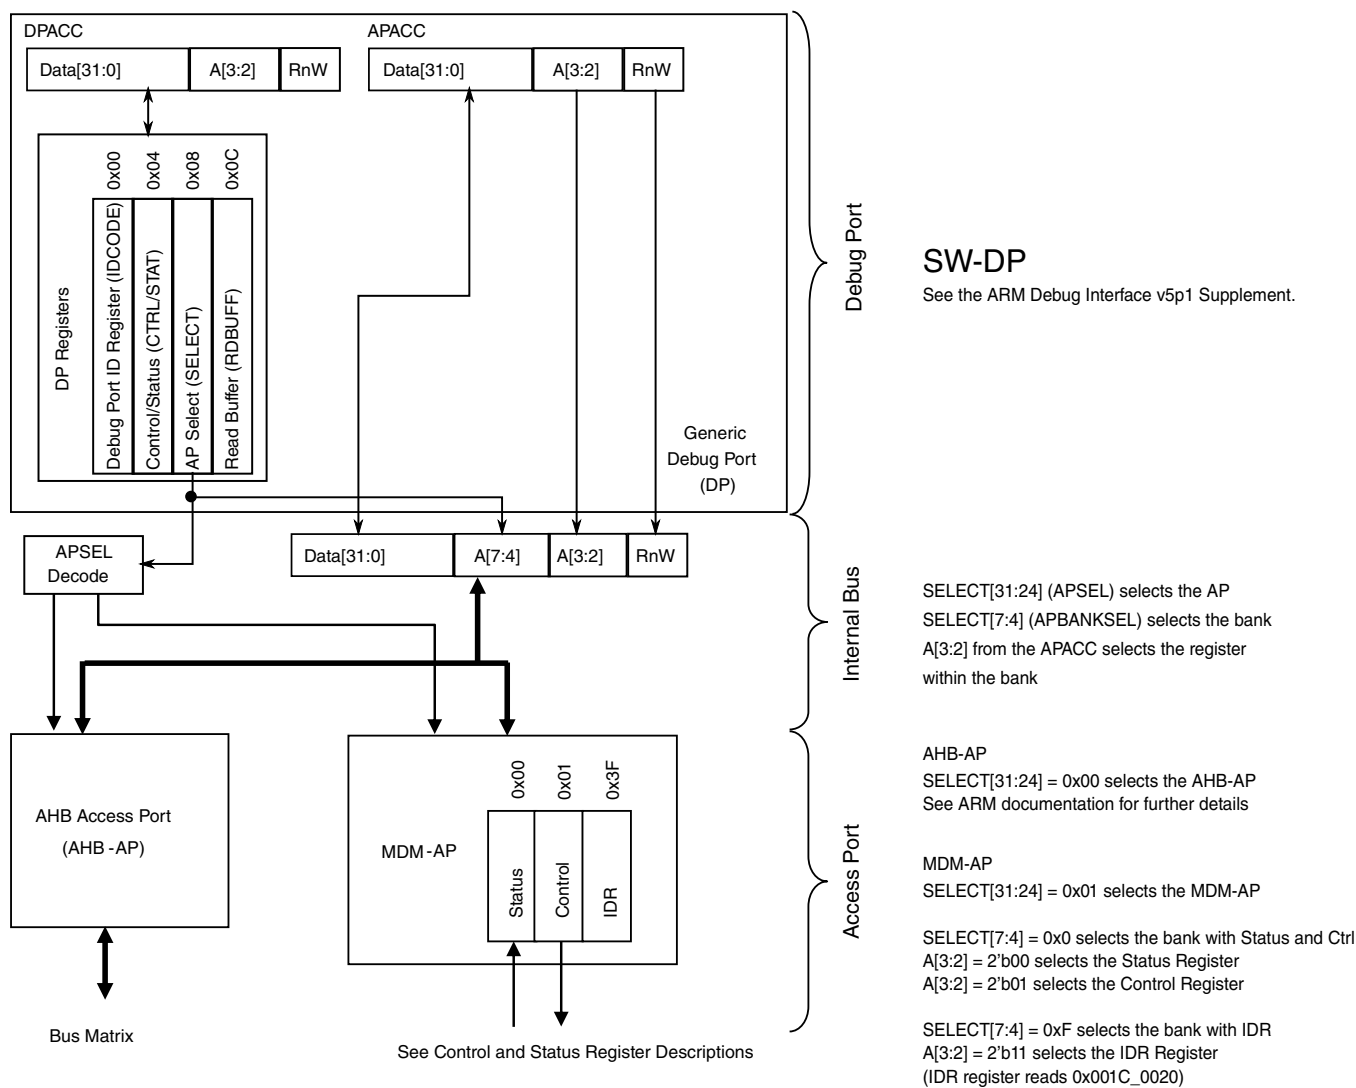 DPACC
Data[31:0]
A[3:2]
RnW
APACC
Data[31:0]
A[3:2]
RnW
DP Registers
0x00
0x04
0x08
0x0C
Debug Port ID Register (IDCODE)
Control/Status (CTRL/STAT)
AP Select (SELECT)
Read Buffer (RDBUFF)
Generic
Debug Port
(DP)
Debug Port
SW-DP
See the ARM Debug Interface v5p1 Supplement.
APSEL
Decode
Data[31:0]
A[7:4]
A[3:2]
RnW
Internal Bus
SELECT[31:24] (APSEL) selects the AP
SELECT[7:4] (APBANKSEL) selects the bank
A[3:2] from the APACC selects the register
within the bank
AHB Access Port
(AHB -AP)
Bus Matrix
MDM-AP
0x00
0x01
0x3F
Status
Control
IDR
See Control and Status Register Descriptions
Access Port
AHB-AP
SELECT[31:24] = 0x00 selects the AHB-AP
See ARM documentation for further details
MDM-AP
SELECT[31:24] = 0x01 selects the MDM-AP
SELECT[7:4] = 0x0 selects the bank with Status and Ctrl
A[3:2] = 2'b00 selects the Status Register
A[3:2] = 2'b01 selects the Control Register
SELECT[7:4] = 0xF selects the bank with IDR
A[3:2] = 2'b11 selects the IDR Register
(IDR register reads 0x001C_0020)